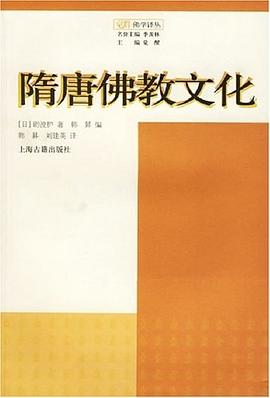 觉群佛学译丛
名誉主编 季羡林
主编 觉醒
隋唐佛教文化
[日]砺波护 著 韩昇 编
韩昇 刘建英 译
上海古籍出版社